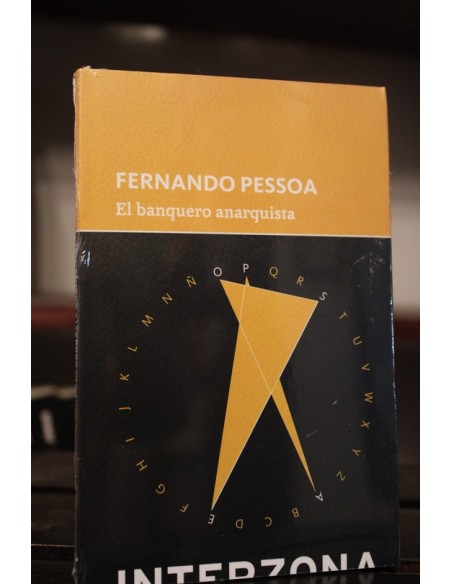 FERNANDO PESSOA
El banquero anarquista
A B C D E F G H I J K L M N Ñ O P Q R S T U V W X Y Z
INTERZONA